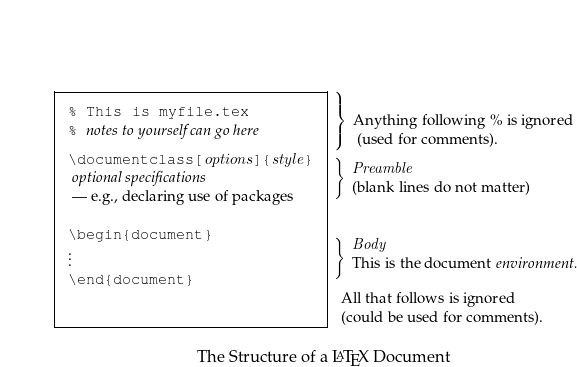 % This is myfile.tex
% notes to yourself can go here
Anything following % is ignored
(used for comments).
\documentclass[options]{style}
optional specifications
— e.g., declaring use of packages
Preamble
(blank lines do not matter)
\begin{document}
⋮
\end{document}
Body
This is the document environment.
All that follows is ignored
(could be used for comments).
The Structure of a LATEX Document